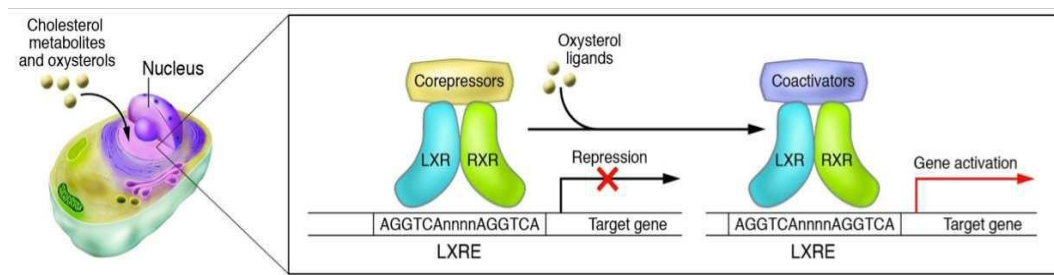 Cholesterol
metabolites
and oxysterols
Nucleus
Corepressors
LXR RXR
Oxysterol
ligands
Repression
AGGTCAnnnnAGGTCA
Target gene
LXRE
Coactivators
LXR RXR
Gene activation
AGGTCAnnnnAGGTCA
Target gene
LXRE